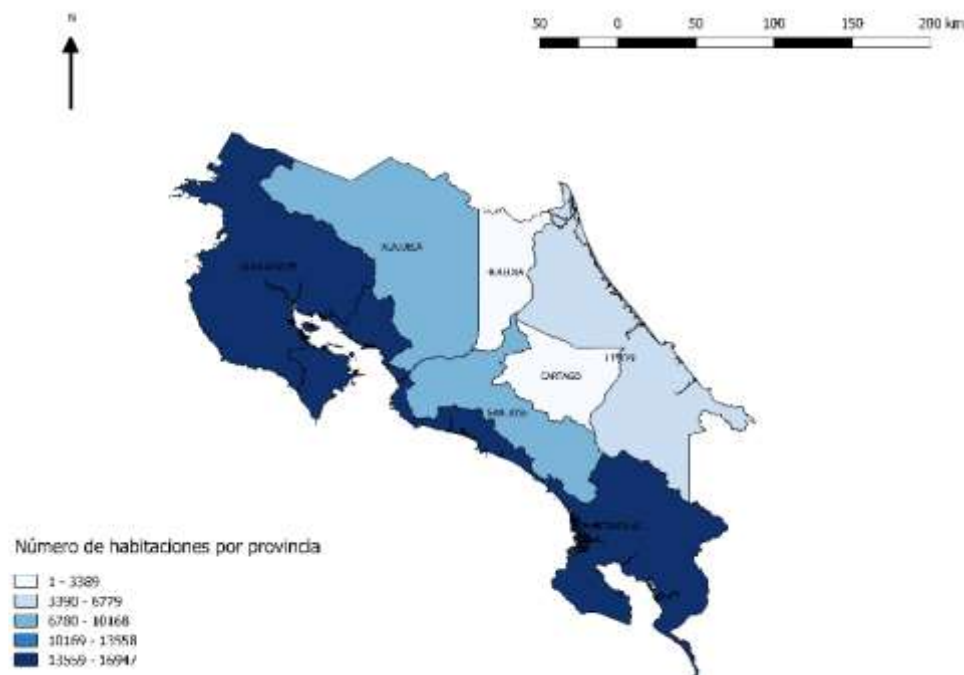 N
50 0 50 100 150 200 km
ALAJUELA
HEREDIA
LIMON
CARTAGO
SAN JOSE
Número de habitaciones por provincia
1 - 3389
3390 - 6779
6780 - 10168
10169 - 13558
13559 - 16947